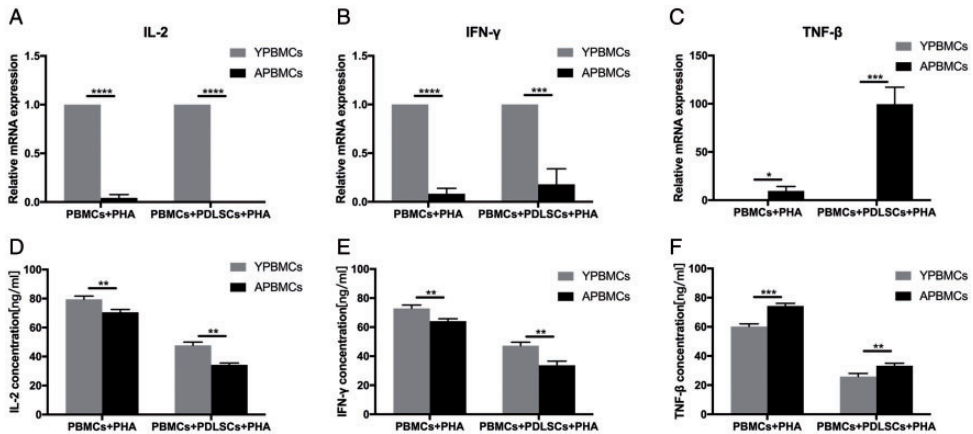 A
IL-2
YPBMCs
APBMCs
Relative mRNA expression
1.5
1.0
0.5
0.0
****
****
PBMCs+PHA
PBMCs+PDLSCs+PHA
B
IFN-γ
YPBMCs
APBMCs
Relative mRNA expression
1.5
1.0
0.5
0.0
****
***
PBMCs+PHA
PBMCs+PDLSCs+PHA
C
TNF-β
YPBMCs
APBMCs
Relative mRNA expression
150
100
50
0
*
***
PBMCs+PHA
PBMCs+PDLSCs+PHA
D
YPBMCs
APBMCs
IL-2 concentration[ng/ml]
100
80
60
40
20
0
**
**
PBMCs+PHA
PBMCs+PDLSCs+PHA
E
YPBMCs
APBMCs
IFN-γ concentration[ng/ml]
100
80
60
40
20
0
**
**
PBMCs+PHA
PBMCs+PDLSCs+PHA
F
YPBMCs
APBMCs
TNF-β concentration[ng/ml]
100
80
60
40
20
0
***
**
PBMCs+PHA
PBMCs+PDLSCs+PHA